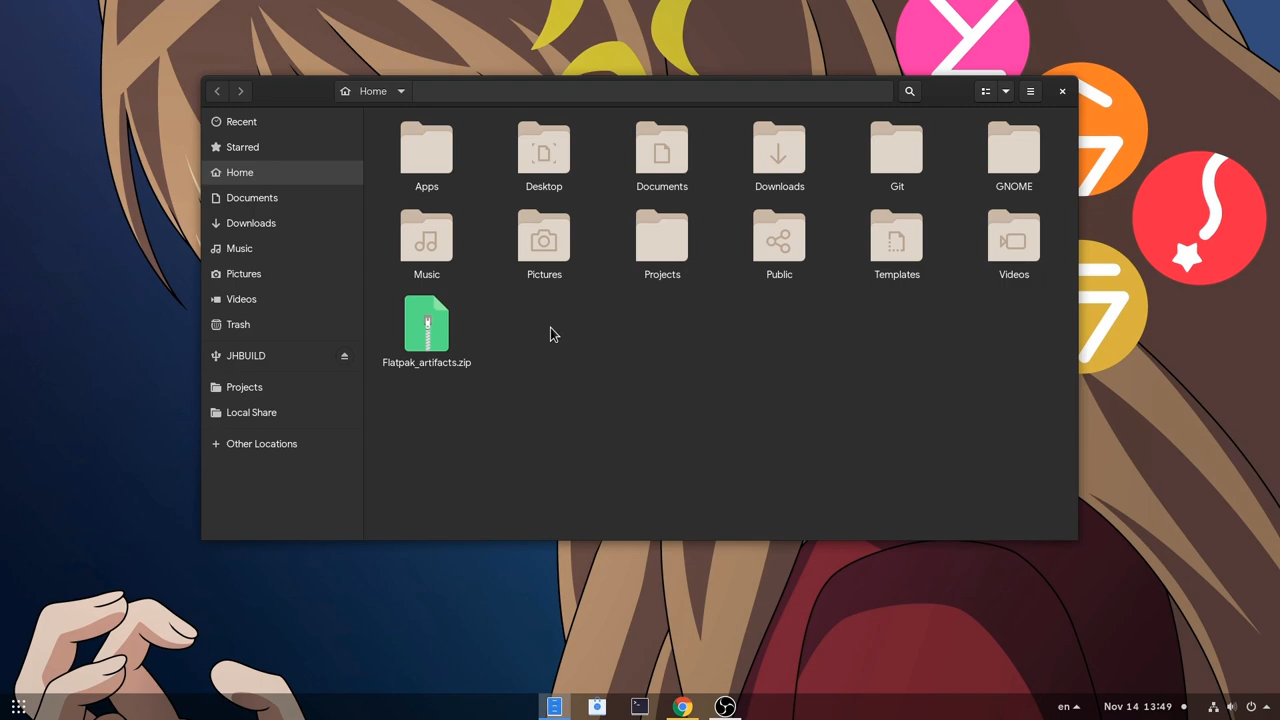 Home
Recent
Starred
Home
Documents
Downloads
Music
Pictures
Videos
Trash
JHBUILD
Projects
Local Share
Other Locations
Apps
Desktop
Documents
Downloads
Git
GNOME
Music
Pictures
Projects
Public
Templates
Videos
Flatpak_artifacts.zip
en
Nov 14 13:49